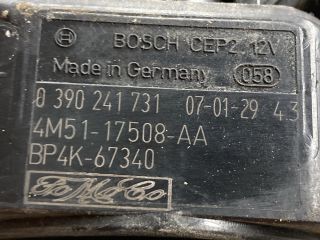 BOSCH CEP2 12V
Made in Germany 058
0 390 241 731 07-01-29 43
4M51-17508-AA
BP4K-67340
FoMoCo